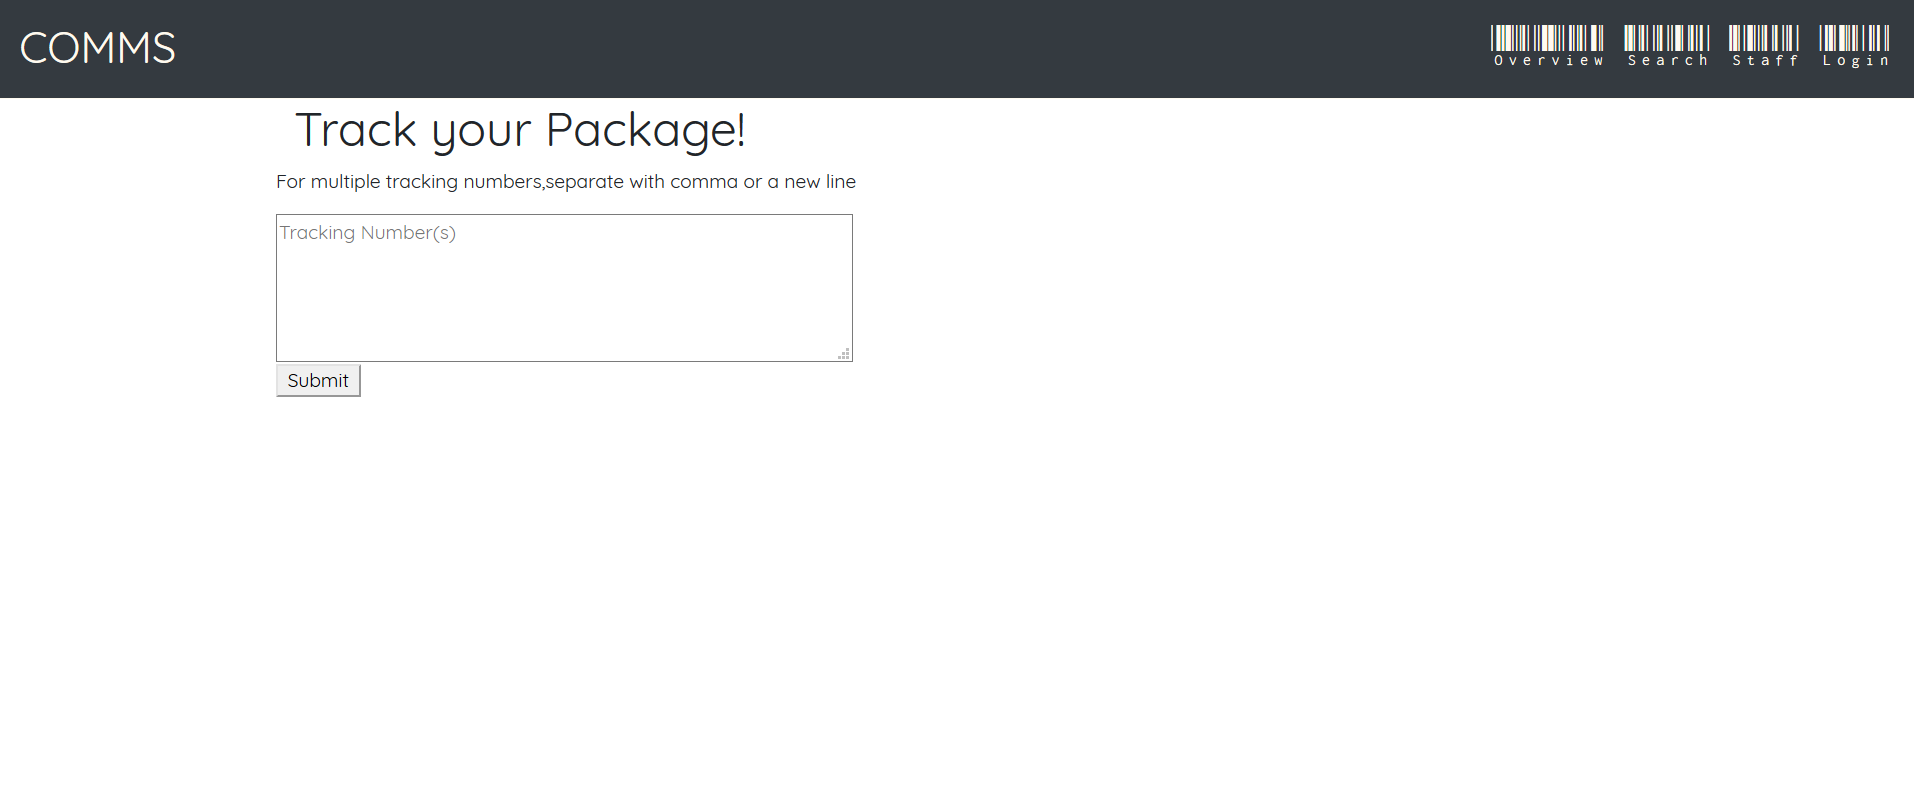 COMMS
Overview Search Staff Login
Track your Package!
For multiple tracking numbers,separate with comma or a new line
Tracking Number(s)
Submit